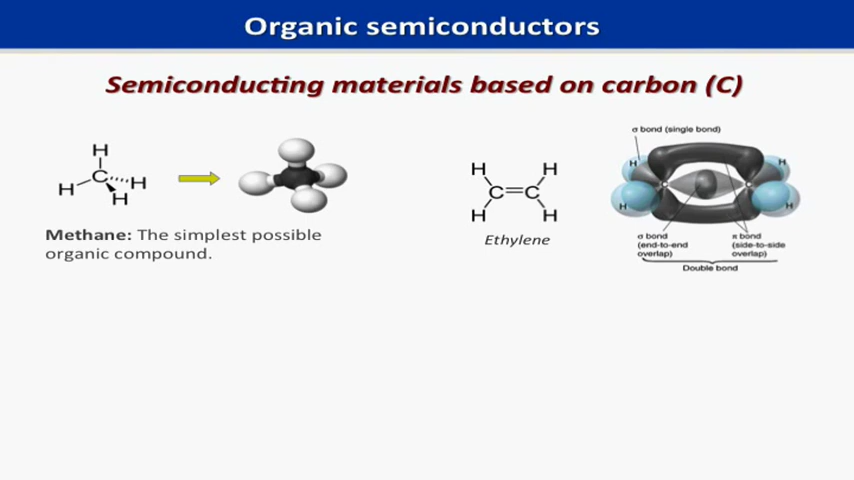 Organic semiconductors
Semiconducting materials based on carbon (C)
H
C
H
H
H
Methane: The simplest possible
organic compound.
H H
C=C
H H
Ethylene
σ bond (single bond)
H H
C C
H H
σ bond
(end-to-end
overlap)
π bond
(side-to-side
overlap)
Double bond